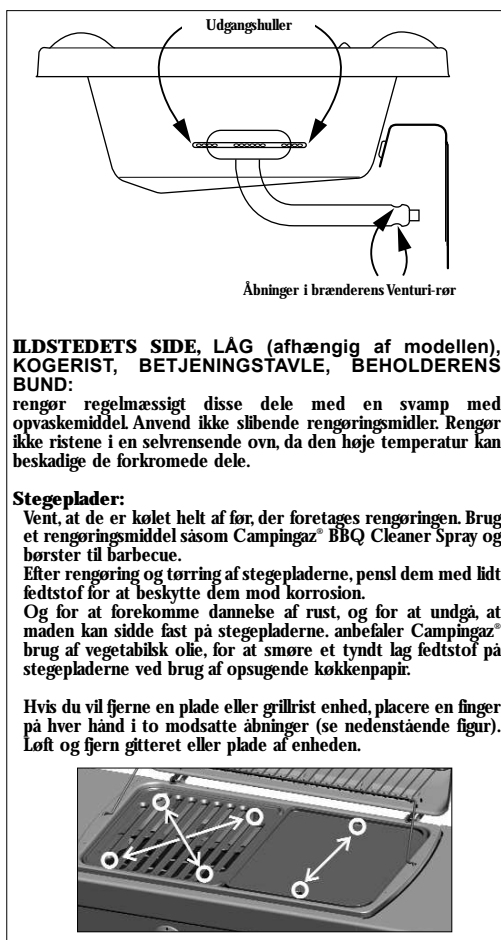 Udgangshuller
Åbninger i brænderens Venturi-rør
ILDSTEDETS SIDE, LÅG (afhængig af modellen),
KOGERIST, BETJENINGSTAVLE, BEHOLDERENS
BUND:
rengør regelmæssigt disse dele med en svamp med
opvaskemiddel. Anvend ikke slibende rengøringsmidler. Rengør
ikke ristene i en selvrensende ovn, da den høje temperatur kan
beskadige de forkromede dele.
Stegeplader:
Vent, at de er kølet helt af før, der foretages rengøringen. Brug
et rengøringsmiddel såsom Campingaz® BBQ Cleaner Spray og
børster til barbecue.
Efter rengøring og tørring af stegepladerne, pensl dem med lidt
fedtstof for at beskytte dem mod korrosion.
Og for at forekomme dannelse af rust, og for at undgå, at
maden kan sidde fast på stegepladerne. anbefaler Campingaz®
brug af vegetabilsk olie, for at smøre et tyndt lag fedtstof på
stegepladerne ved brug af opsugende køkkenpapir.
Hvis du vil fjerne en plade eller grillrist enhed, placere en finger
på hver hånd i to modsatte åbninger (se nedenstående figur).
Løft og fjern gitteret eller plade af enheden.